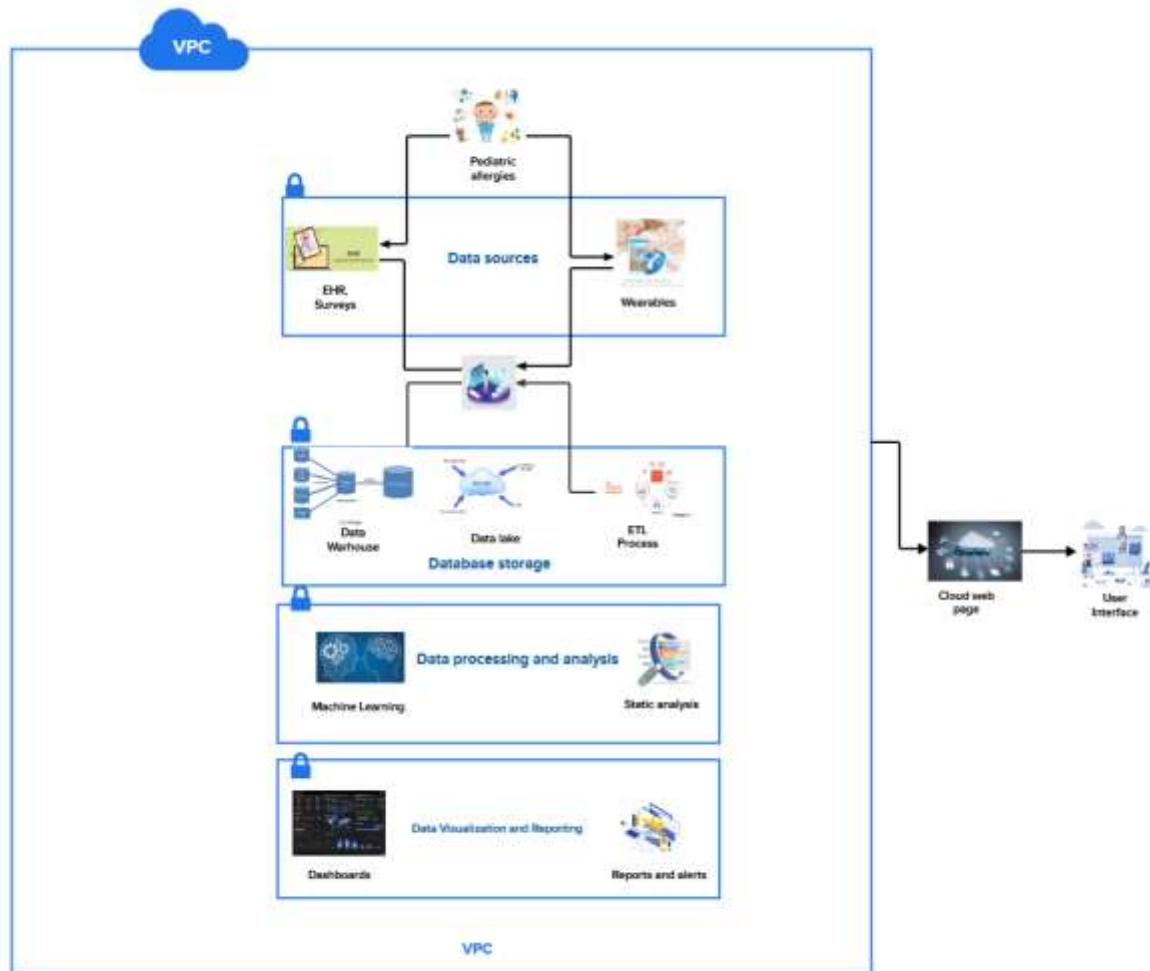 VPC
Pediatric
allergies
Data sources
EHR,
Surveys
Wearables
Data
Warhouse
Data lake
ETL
Process
Database storage
Cloud web
page
User
Interface
Data processing and analysis
Machine Learning
Static analysis
Data Visualization and Reporting
Dashboards
Reports and alerts
VPC